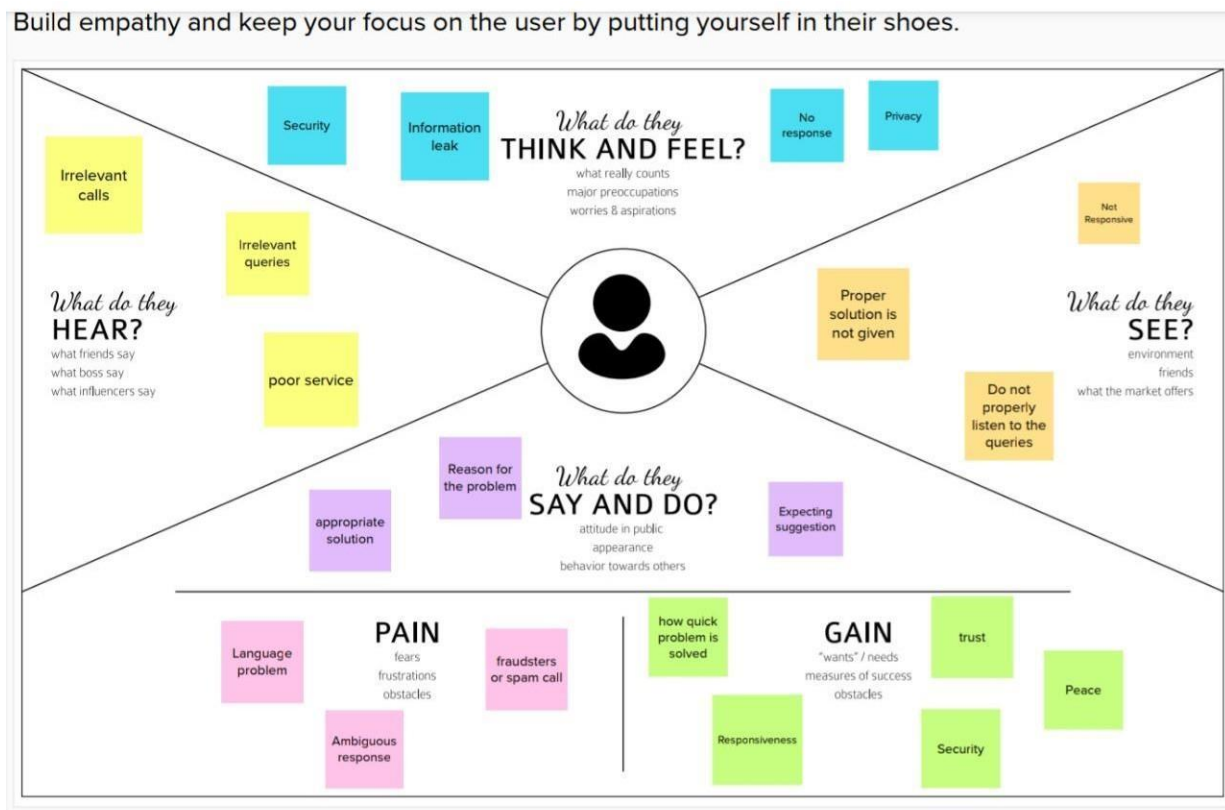 Build empathy and keep your focus on the user by putting yourself in their shoes.
Security
Information
leak
What do they
THINK AND FEEL?
what really counts
major preoccupations
worries & aspirations
No
response
Privacy
Irrelevant
calls
Irrelevant
queries
What do they
HEAR?
what friends say
what boss say
what influencers say
poor service
Not
Responsive
Proper
solution is
not given
What do they
SEE?
environment
friends
what the market offers
Do not
properly
listen to the
queries
Reason for
the problem
appropriate
solution
What do they
SAY AND DO?
attitude in public
appearance
behavior towards others
Expecting
suggestion
Language
problem
PAIN
fears
frustrations
obstacles
fraudsters
or spam call
Ambiguous
response
how quick
problem is
solved
GAIN
"wants" / needs
measures of success
obstacles
trust
Peace
Responsiveness
Security